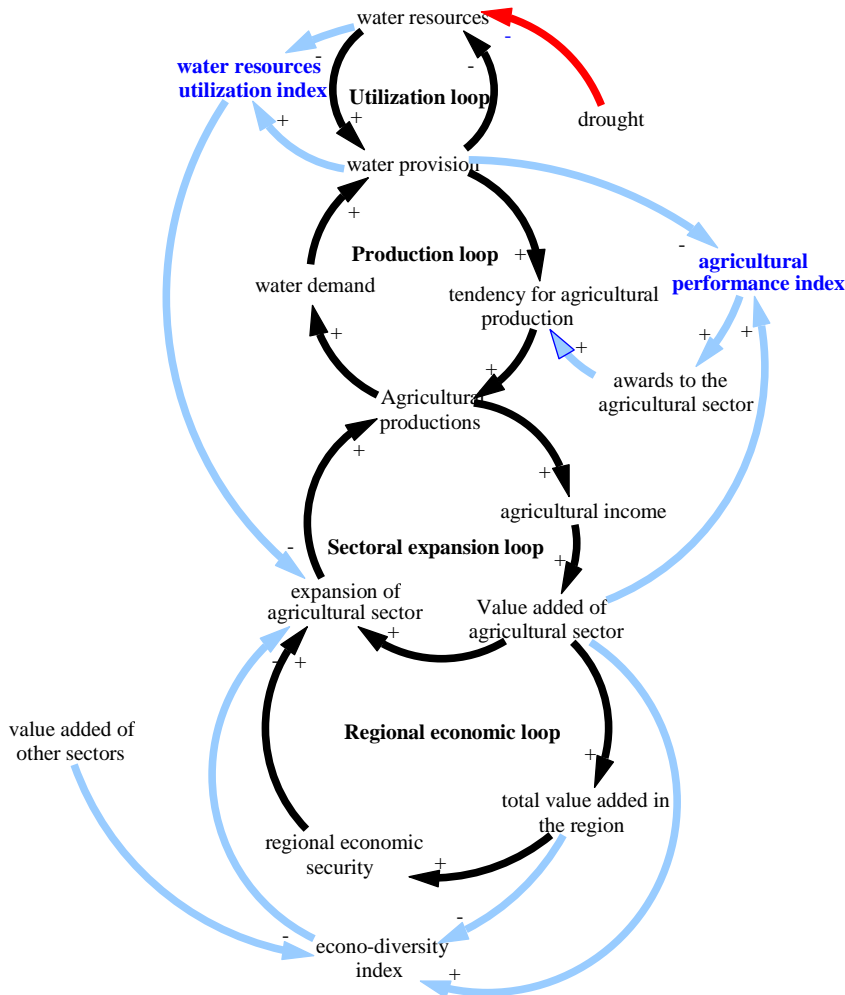 water resources
-
-
water resources
utilization index
-
-
Utilization loop
drought
+
+
water provision
+
Production loop
+
-
agricultural
performance index
water demand
tendency for agricultural
production
+
+
+
+
+
awards to the
agricultural sector
Agricultural
productions
+
+
agricultural income
-
Sectoral expansion loop
+
expansion of
agricultural sector
Value added of
agricultural sector
+
-
+
value added of
other sectors
Regional economic loop
+
total value added in
the region
regional economic
security
+
-
-
econo-diversity
index
+